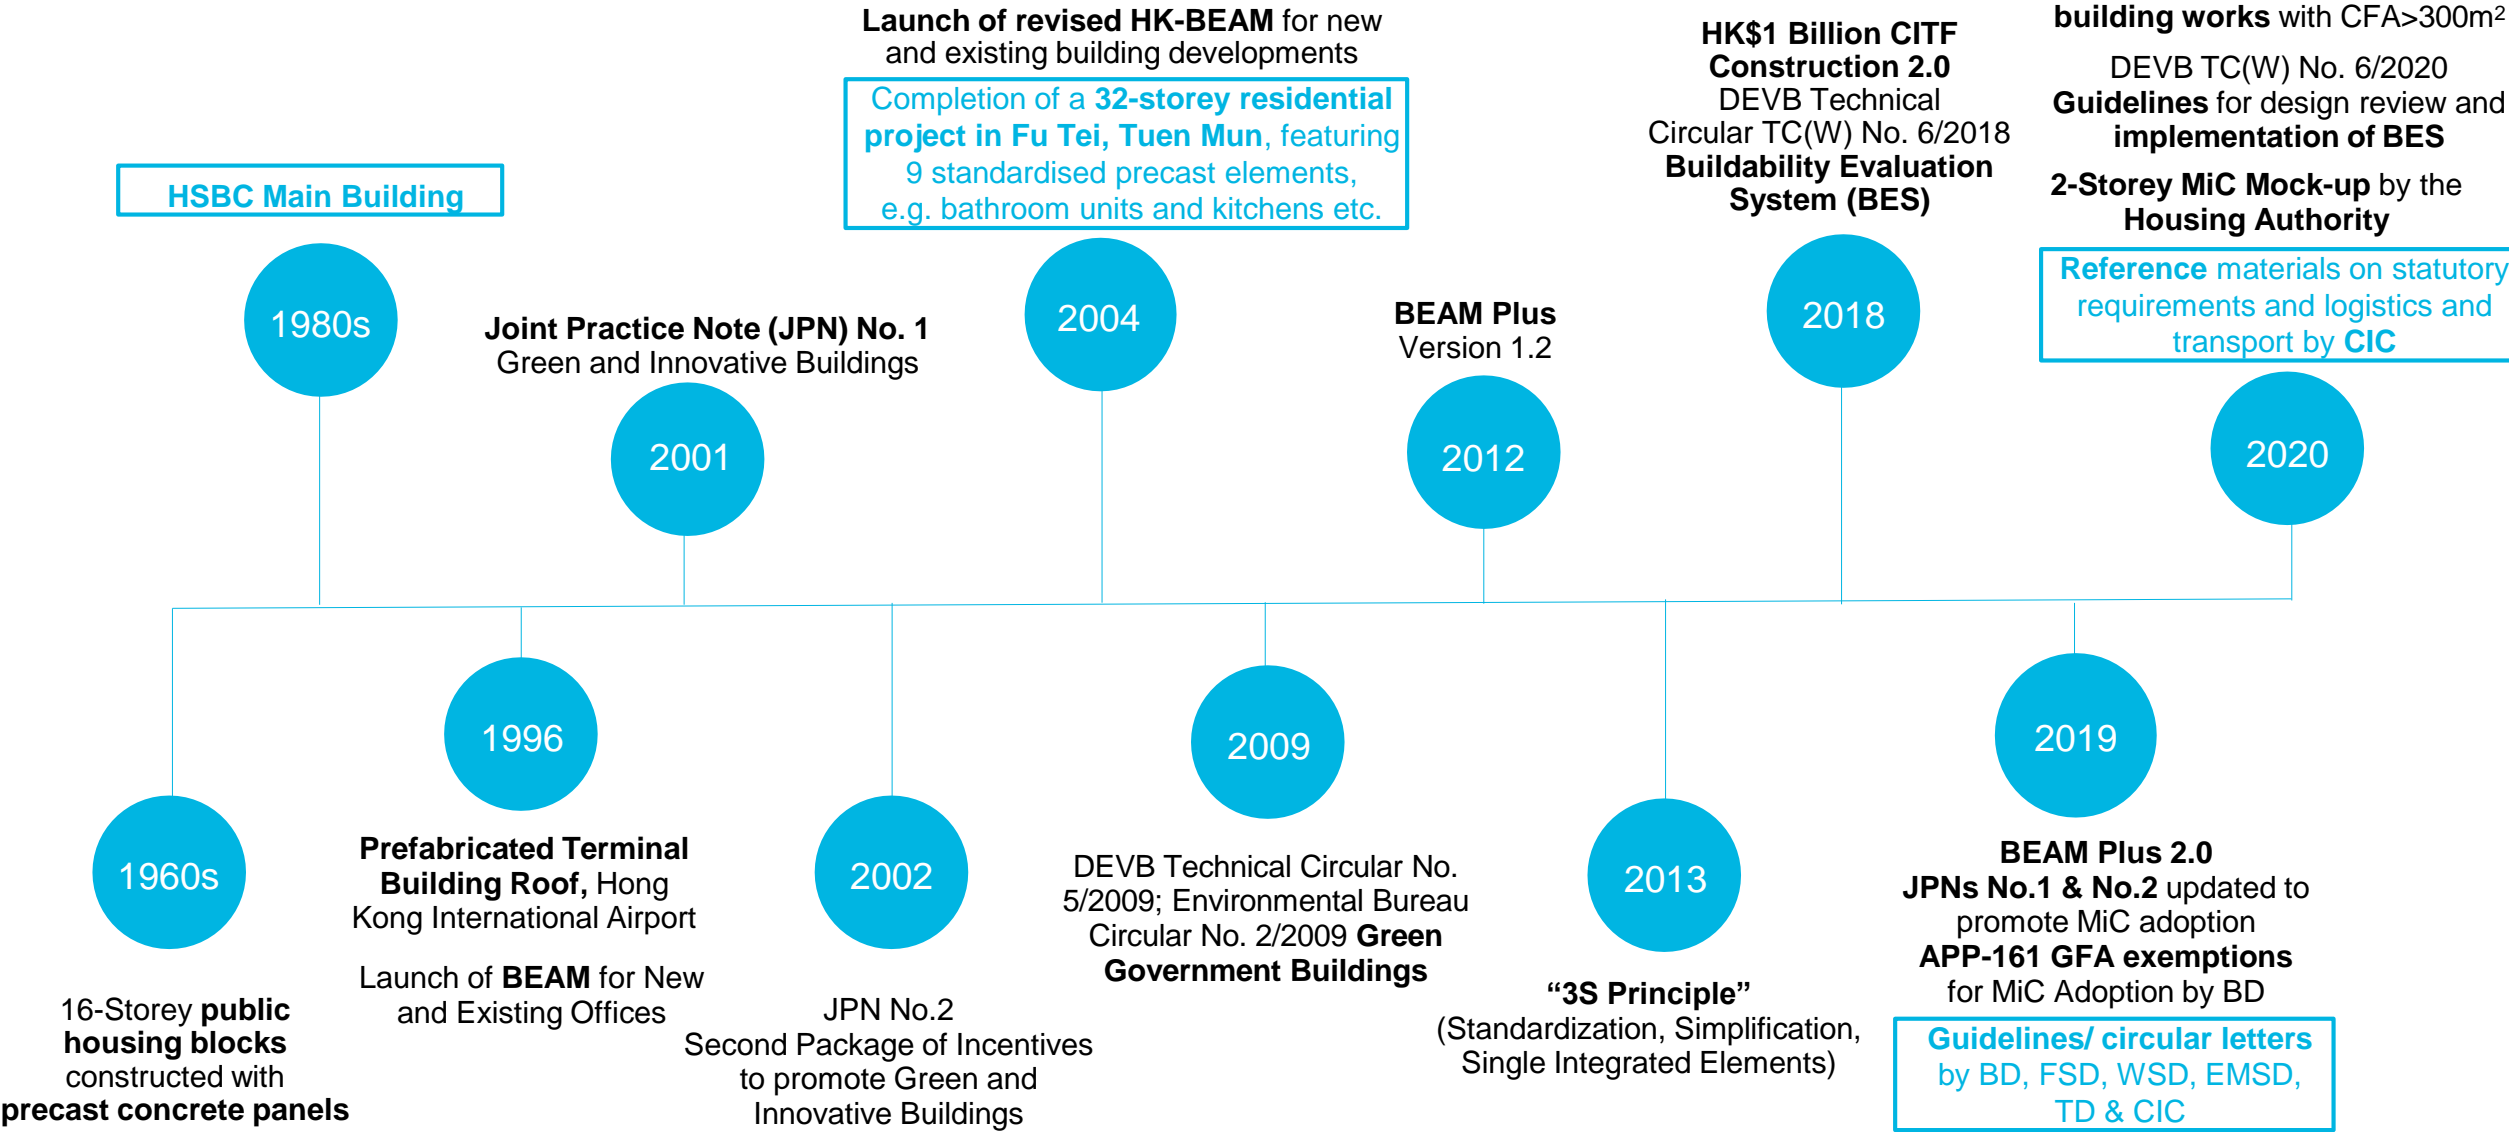 Launch of revised HK-BEAM for new
and existing building developments
Completion of a 32-storey residential
project in Fu Tei, Tuen Mun, featuring
9 standardised precast elements,
e.g. bathroom units and kitchens etc.
HK$1 Billion CITF
Construction 2.0
DEVB Technical
Circular TC(W) No. 6/2018
Buildability Evaluation
System (BES)
building works with CFA>300m²
DEVB TC(W) No. 6/2020
Guidelines for design review and
implementation of BES
2-Storey MiC Mock-up by the
Housing Authority
Reference materials on statutory
requirements and logistics and
transport by CIC
HSBC Main Building
1980s
Joint Practice Note (JPN) No. 1
Green and Innovative Buildings
2001
2004
BEAM Plus
Version 1.2
2012
2018
2020
1960s
16-Storey public
housing blocks
constructed with
precast concrete panels
1996
Prefabricated Terminal
Building Roof, Hong
Kong International Airport
Launch of BEAM for New
and Existing Offices
2002
JPN No.2
Second Package of Incentives
to promote Green and
Innovative Buildings
2009
DEVB Technical Circular No.
5/2009; Environmental Bureau
Circular No. 2/2009 Green
Government Buildings
2013
“3S Principle”
(Standardization, Simplification,
Single Integrated Elements)
2019
BEAM Plus 2.0
JPNs No.1 & No.2 updated to
promote MiC adoption
APP-161 GFA exemptions
for MiC Adoption by BD
Guidelines/ circular letters
by BD, FSD, WSD, EMSD,
TD & CIC